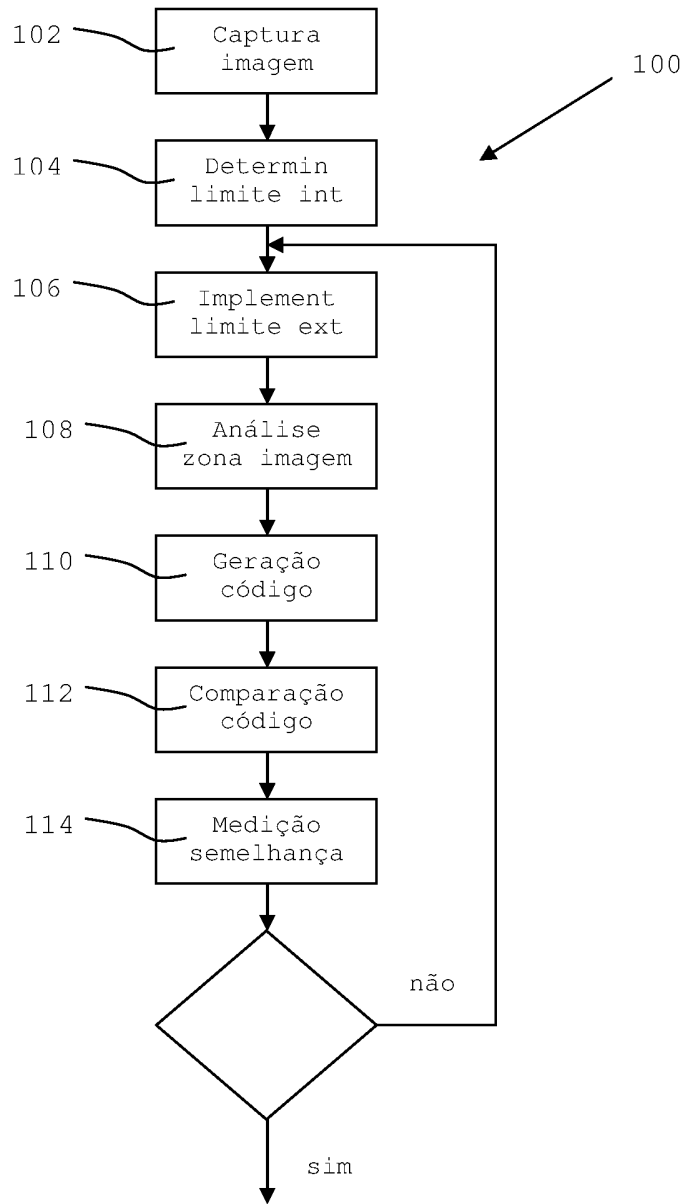 102
Captura
imagem
100
104
Determin
limite int
106
Implement
limite ext
108
Análise
zona imagem
110
Geração
código
112
Comparação
código
114
Medição
semelhança
não
sim